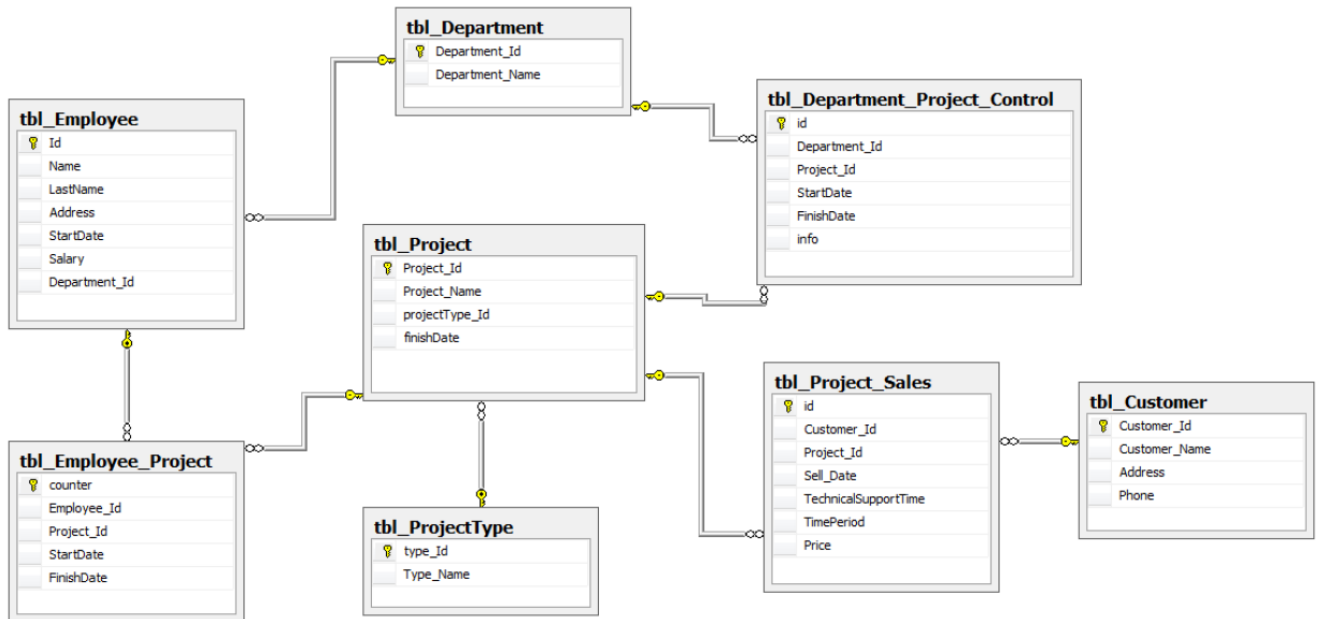 tbl_Department
Department_Id
Department_Name
tbl_Employee
Id
Name
LastName
Address
StartDate
Salary
Department_Id
tbl_Department_Project_Control
id
Department_Id
Project_Id
StartDate
FinishDate
info
tbl_Project
Project_Id
Project_Name
projectType_Id
finishDate
tbl_Project_Sales
id
Customer_Id
Project_Id
Sell_Date
TechnicalSupportTime
TimePeriod
Price
tbl_Customer
Customer_Id
Customer_Name
Address
Phone
tbl_Employee_Project
counter
Employee_Id
Project_Id
StartDate
FinishDate
tbl_ProjectType
type_Id
Type_Name